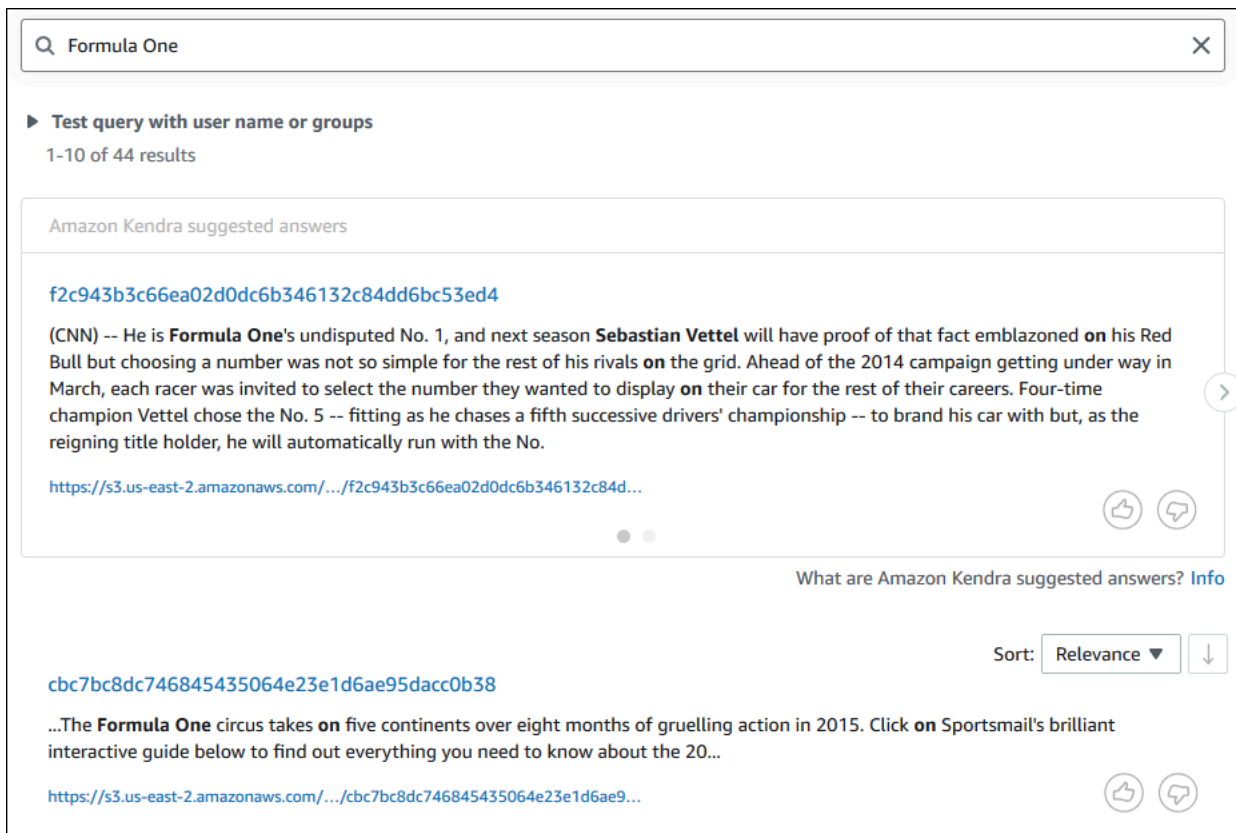 Formula One
Test query with user name or groups
1-10 of 44 results
Amazon Kendra suggested answers
f2c943b3c66ea02d0dc6b346132c84dd6bc53ed4
(CNN) -- He is Formula One's undisputed No. 1, and next season Sebastian Vettel will have proof of that fact emblazoned on his Red
Bull but choosing a number was not so simple for the rest of his rivals on the grid. Ahead of the 2014 campaign getting under way in
March, each racer was invited to select the number they wanted to display on their car for the rest of their careers. Four-time
champion Vettel chose the No. 5 -- fitting as he chases a fifth successive drivers' championship -- to brand his car with but, as the
reigning title holder, he will automatically run with the No.
https://s3.us-east-2.amazonaws.com/.../f2c943b3c66ea02d0dc6b346132c84d...
What are Amazon Kendra suggested answers? Info
Sort: Relevance
cbc7bc8dc746845435064e23e1d6ae95dacc0b38
...The Formula One circus takes on five continents over eight months of gruelling action in 2015. Click on Sportsmail's brilliant
interactive guide below to find out everything you need to know about the 20...
https://s3.us-east-2.amazonaws.com/.../cbc7bc8dc746845435064e23e1d6ae9...